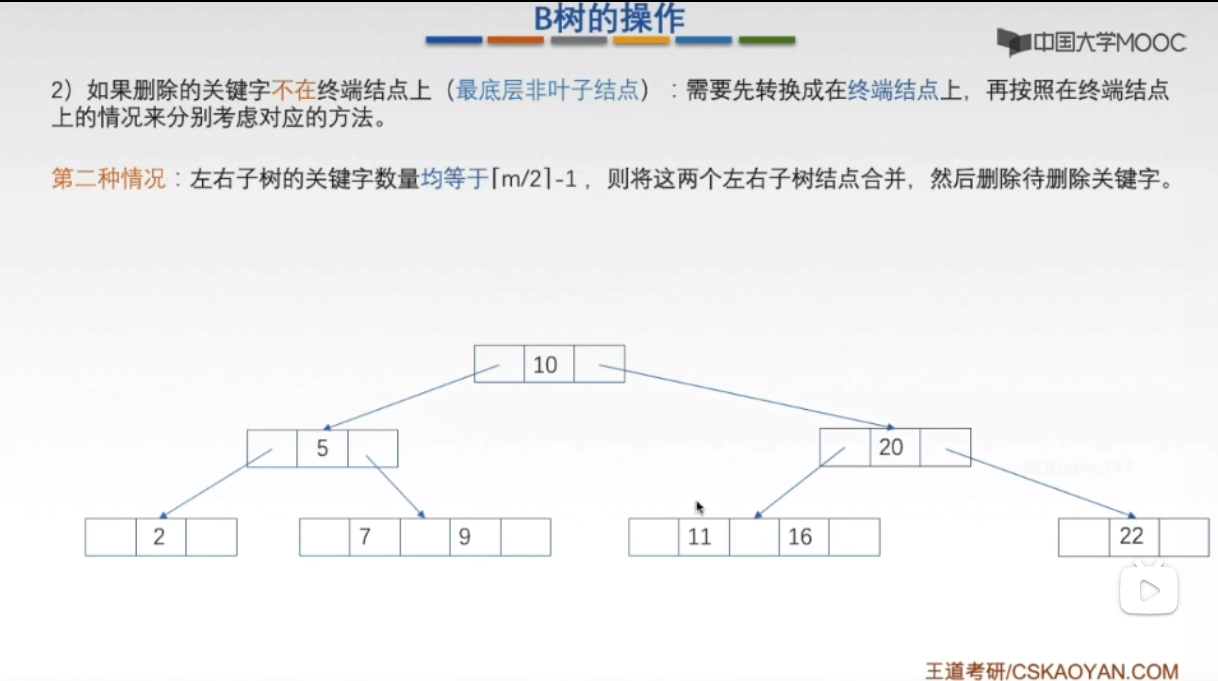 B树的操作
中国大学MOOC
2）如果删除的关键字不在终端结点上（最底层非叶子结点）：需要先转换成在终端结点上，再按照在终端结点
上的情况来分别考虑对应的方法。
第二种情况：左右子树的关键字数量均等于⌈m/2⌉-1，则将这两个左右子树结点合并，然后删除待删除关键字。
10
5 20
2 7 9 11 16 22
王道考研/CSKAOYAN.COM